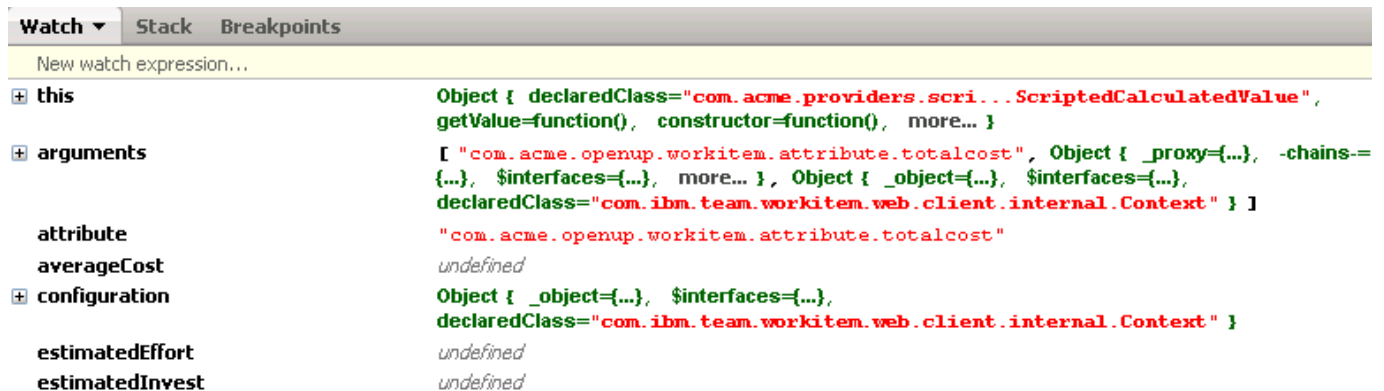 Watch ▼ Stack Breakpoints
New watch expression...
this Object { declaredClass="com.acme.providers.scri...ScriptedCalculatedValue",
getValue=function(), constructor=function(), more... }
arguments [ "com.acme.openup.workitem.attribute.totalcost", Object { _proxy={...}, -chains-=
{...}, $interfaces={...}, more... }, Object { _object={...}, $interfaces={...},
declaredClass="com.ibm.team.workitem.web.client.internal.Context" } ]
attribute "com.acme.openup.workitem.attribute.totalcost"
averageCost undefined
configuration Object { _object={...}, $interfaces={...},
declaredClass="com.ibm.team.workitem.web.client.internal.Context" }
estimatedEffort undefined
estimatedInvest undefined